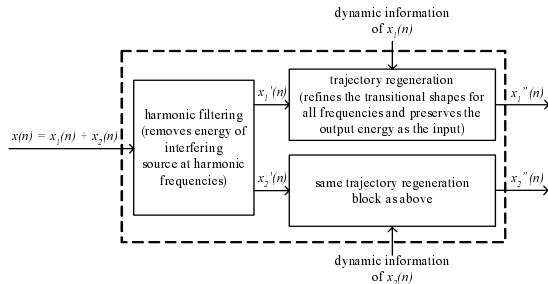 dynamic information
of x₁(n)
x(n) = x₁(n) + x₂(n)
harmonic filtering
(removes energy of
interfering
source at harmonic
frequencies)
x₁'(n)
trajectory regeneration
(refines the transitional shapes for
all frequencies and preserves the
output energy as the input)
x₁"(n)
x₂'(n)
same trajectory regeneration
block as above
x₂"(n)
dynamic information
of x₂(n)